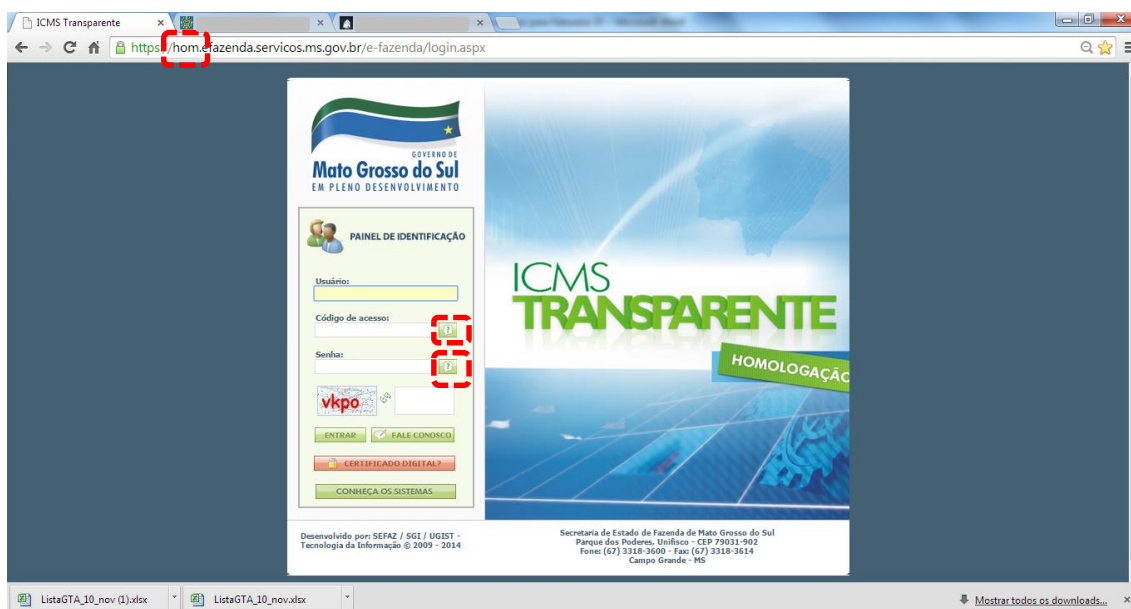 ICMS Transparente
https://hom.efazenda.servicos.ms.gov.br/e-fazenda/login.aspx
GOVERNO DE
Mato Grosso do Sul
EM PLENO DESENVOLVIMENTO
PAINEL DE IDENTIFICAÇÃO
Usuário:
Código de acesso:
?
Senha:
?
vkpo
ENTRAR
FALE CONOSCO
CERTIFICADO DIGITAL?
CONHEÇA OS SISTEMAS
ICMS
TRANSPARENTE
HOMOLOGAÇÃO
Desenvolvido por: SEFAZ / SGI / UGIST -
Tecnologia da Informação © 2009 - 2014
Secretaria de Estado de Fazenda de Mato Grosso do Sul
Parque dos Poderes, Unifisco - CEP 79031-902
Fone: (67) 3318-3600 - Fax: (67) 3318-3614
Campo Grande - MS
ListaGTA_10_nov (1).xlsx
ListaGTA_10_nov.xlsx
Mostrar todos os downloads...